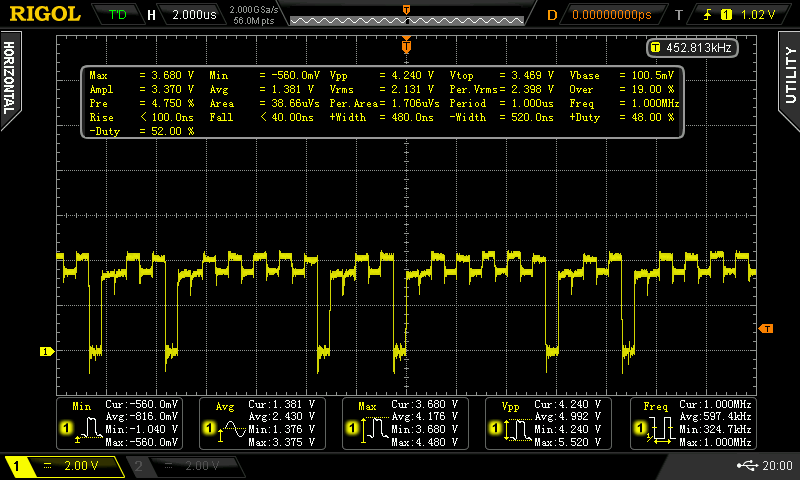 RIGOL T'D H 2.000us 2.000GSa/s 56.0M pts T D 0.00000000ps T 1 1.02 V
HORIZONTAL
UTILITY
T 452.813kHz
Max = 3.680 V Min = -560.0mV Vpp = 4.240 V Vtop = 3.469 V Vbase = 100.5mV
Ampl = 3.370 V Avg = 1.381 V Vrms = 2.131 V Per.Vrms= 2.398 V Over = 19.00 %
Pre = 4.750 % Area = 38.66uVs Per.Area= 1.706uVs Period = 1.000us Freq = 1.000MHz
Rise < 100.0ns Fall < 40.00ns +Width = 480.0ns -Width = 520.0ns +Duty = 48.00 %
-Duty = 52.00 %
T
T
1
Min Cur:-560.0mV Avg Cur: 1.381 V Max Cur: 3.680 V Vpp Cur: 4.240 V Freq Cur: 1.000MHz
Avg:-816.0mV Avg: 2.430 V Avg: 4.176 V Avg: 4.992 V Avg: 597.4kHz
1 Min:-1.040 V 1 Min: 1.376 V 1 Min: 3.680 V 1 Min: 4.240 V 1 Min: 324.7kHz
Max:-560.0mV Max: 3.375 V Max: 4.480 V Max: 5.520 V Max: 1.000MHz
1 2.00 V 2 2.00 V 20:00